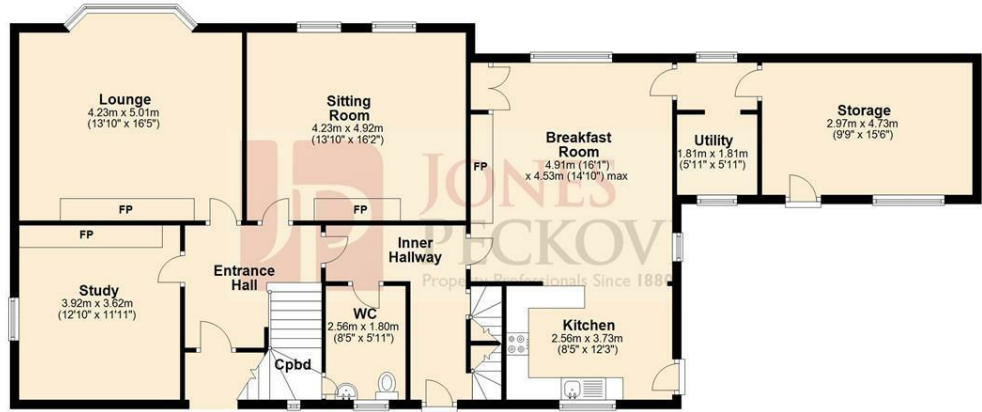 Lounge
4.23m x 5.01m
(13'10" x 16'5")
FP
Sitting
Room
4.23m x 4.92m
(13'10" x 16'2")
FP
Breakfast
Room
4.91m (16'1")
x 4.53m (14'10") max
FP
Utility
1.81m x 1.81m
(5'11" x 5'11")
Storage
2.97m x 4.73m
(9'9" x 15'6")
FP
Study
3.92m x 3.62m
(12'10" x 11'11")
Entrance
Hall
Inner
Hallway
WC
2.56m x 1.80m
(8'5" x 5'11")
Cpbd
Kitchen
2.56m x 3.73m
(8'5" x 12'3")
JONES
PECKOV
Property Professionals Since 1889